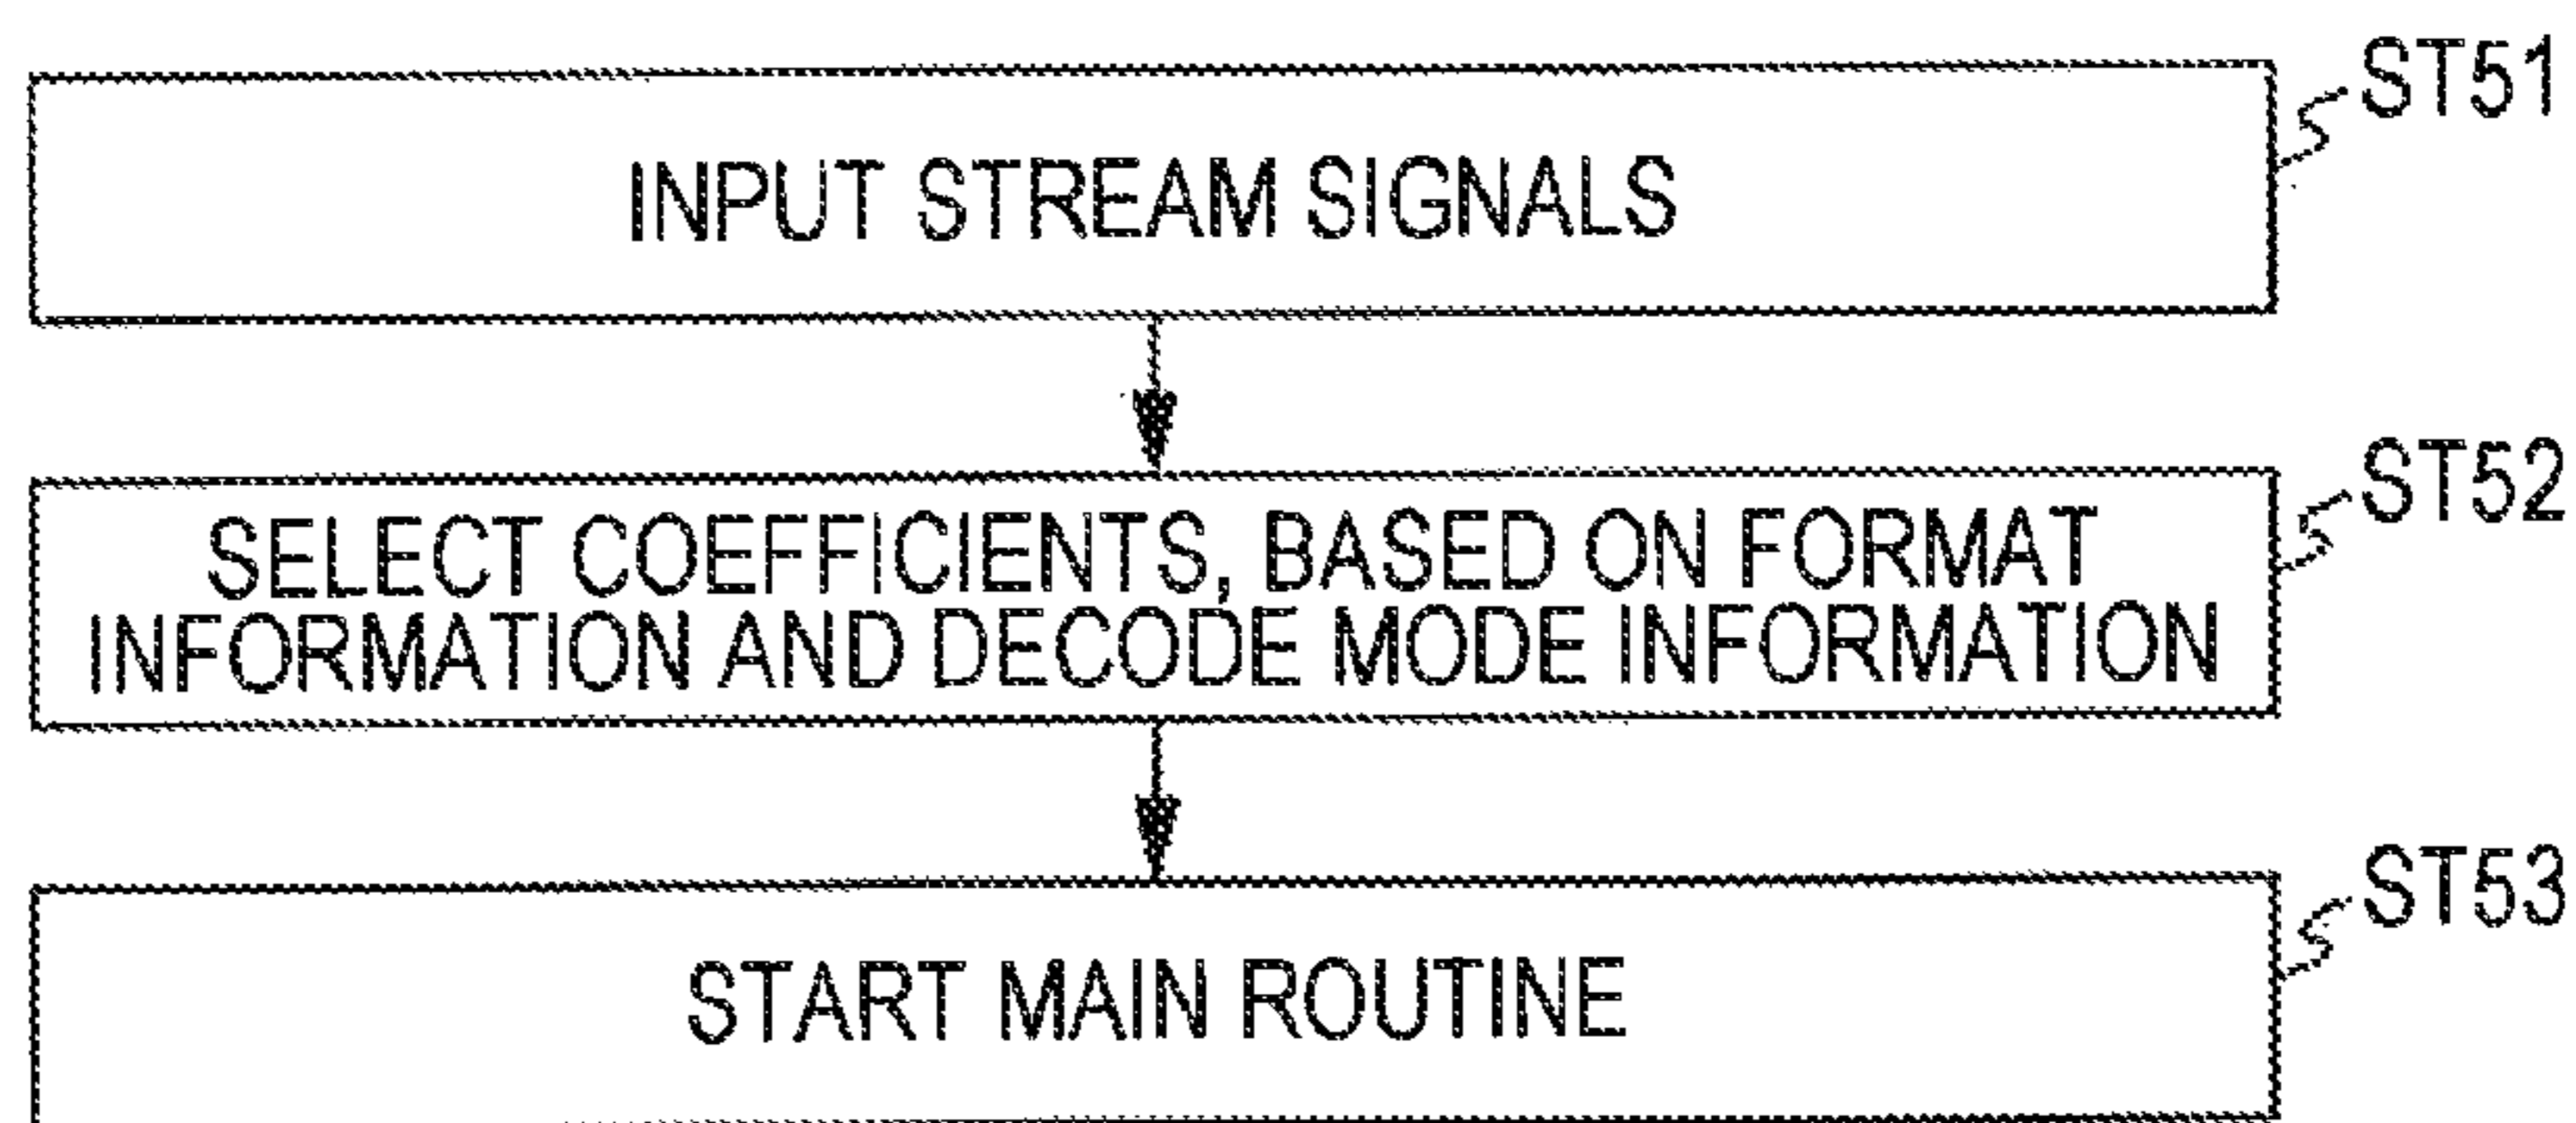 ST51
INPUT STREAM SIGNALS
ST52
SELECT COEFFICIENTS, BASED ON FORMAT
INFORMATION AND DECODE MODE INFORMATION
ST53
START MAIN ROUTINE